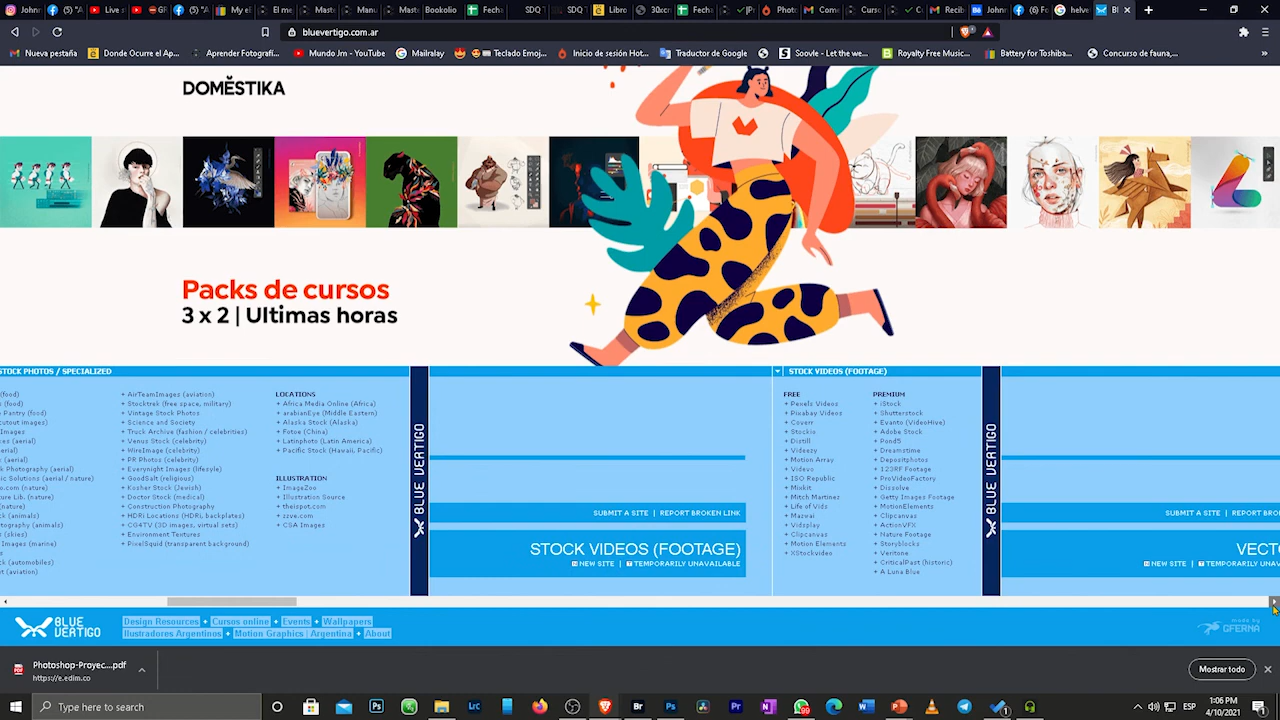 bluevertigo.com.ar
Nueva pestaña
Donde Ocurre el Ap...
Aprender Fotografi...
Mundo Jm - YouTube
Mailralay
Teclado Emoj...
Inicio de sesión Hot...
Traductor de Google
Soovle - Let the we...
Royalty Free Music...
Battery for Toshiba...
Concurso de fauna,...
DOMĔSTIKA
Packs de cursos
3 x 2 | Ultimas horas
STOCK PHOTOS / SPECIALIZED
+ AirTeamImages (aviation)
+ Stocktrek (free space, military)
+ Vintage Stock Photos
+ Science and Society
+ Truck Archive (fashion / celebrities)
+ Venus Stock (celebrity)
+ WireImage (celebrity)
+ PR Photos (celebrity)
+ Everynight Images (lifesyle)
+ GoodSalt (religious)
+ Kosher Stock (Jewish)
+ Doctor Stock (medical)
+ Construction Photography
+ HDRi Locations (HDRi, backplates)
+ CG4TV (3D images, virtual sets)
+ Environment Textures
+ PixelSquid (transparent background)
LOCATIONS
+ Africa Media Online (Africa)
+ arabianEye (Middle Eastern)
+ Alaska Stock (Alaska)
+ Fotoe (China)
+ Latinphoto (Latin America)
+ Pacific Stock (Hawaii, Pacific)
ILLUSTRATION
+ ImageZoo
+ Illustration Source
+ theispot.com
+ zzve.com
+ CSA Images
BLUE VERTIGO
SUBMIT A SITE | REPORT BROKEN LINK
STOCK VIDEOS (FOOTAGE)
NEW SITE | TEMPORARILY UNAVAILABLE
STOCK VIDEOS (FOOTAGE)
FREE
+ Pexels Videos
+ Pixabay Videos
+ Coverr
+ Stockio
+ Distill
+ Videezy
+ Motion Array
+ Videvo
+ ISO Republic
+ Mixkit
+ Mitch Martinez
+ Life of Vids
+ Mazwai
+ Vidsplay
+ Clipcanvas
+ Motion Elements
+ XStockvideo
PREMIUM
+ iStock
+ Shutterstock
+ Evanto (VideoHive)
+ Adobe Stock
+ Pond5
+ Dreamstime
+ Depositphotos
+ 123RF Footage
+ ProVideoFactory
+ Dissolve
+ Getty Images Footage
+ MotionElements
+ Clipcanvas
+ ActionVFX
+ Nature Footage
+ Storyblocks
+ Veritone
+ CriticalPast (historic)
+ A Luna Blue
BLUE VERTIGO
SUBMIT A SITE | REPORT BRO
VECT
NEW SITE | TEMPORARILY UNAV
BLUE VERTIGO
Design Resources + Cursos online + Events + Wallpapers
Ilustradores Argentinos + Motion Graphics | Argentina + About
made by
GFERNA
Photoshop-Proyec....pdf
https://e.edim.co
Mostrar todo
Type here to search
ESP
1:06 PM
4/10/2021